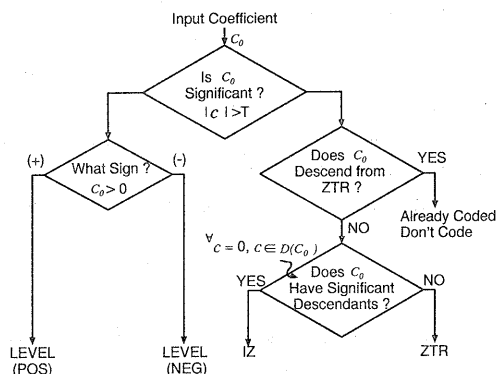 Input Coefficient
C₀
Is C₀
Significant ?
|c| >T
(+)
What Sign ?
C₀ > 0
(-)
Does C₀
Descend from
ZTR ?
YES
Already Coded
Don't Code
NO
∀ c = 0, c ∈ D(C₀)
YES
Does C₀
Have Significant
Descendants ?
NO
LEVEL
(POS)
LEVEL
(NEG)
IZ
ZTR